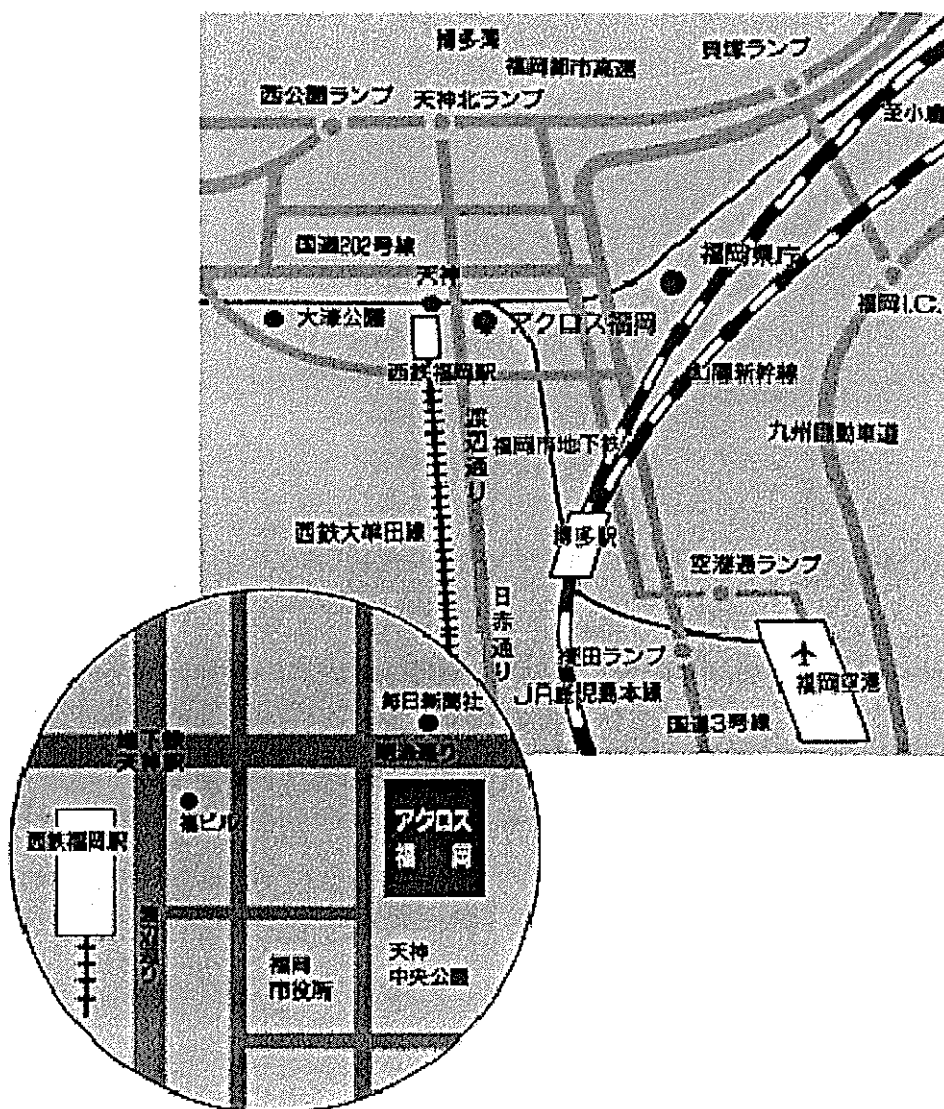 博多湾
貝塚ランプ
福岡都市高速
西公園ランプ
天神北ランプ
至小倉
国道202号線
福岡県庁
天神
福岡I.C.
大濠公園
アクロス福岡
西鉄福岡駅
山陽新幹線
渡辺通り
福岡市地下鉄
九州自動車道
西鉄大牟田線
博多駅
空港通ランプ
日赤通り
榎田ランプ
福岡空港
JR鹿児島本線
国道3号線
毎日新聞社
明治通り
地下鉄
天神駅
福ビル
アクロス
福岡
西鉄福岡駅
渡辺通り
福岡
市役所
天神
中央公園